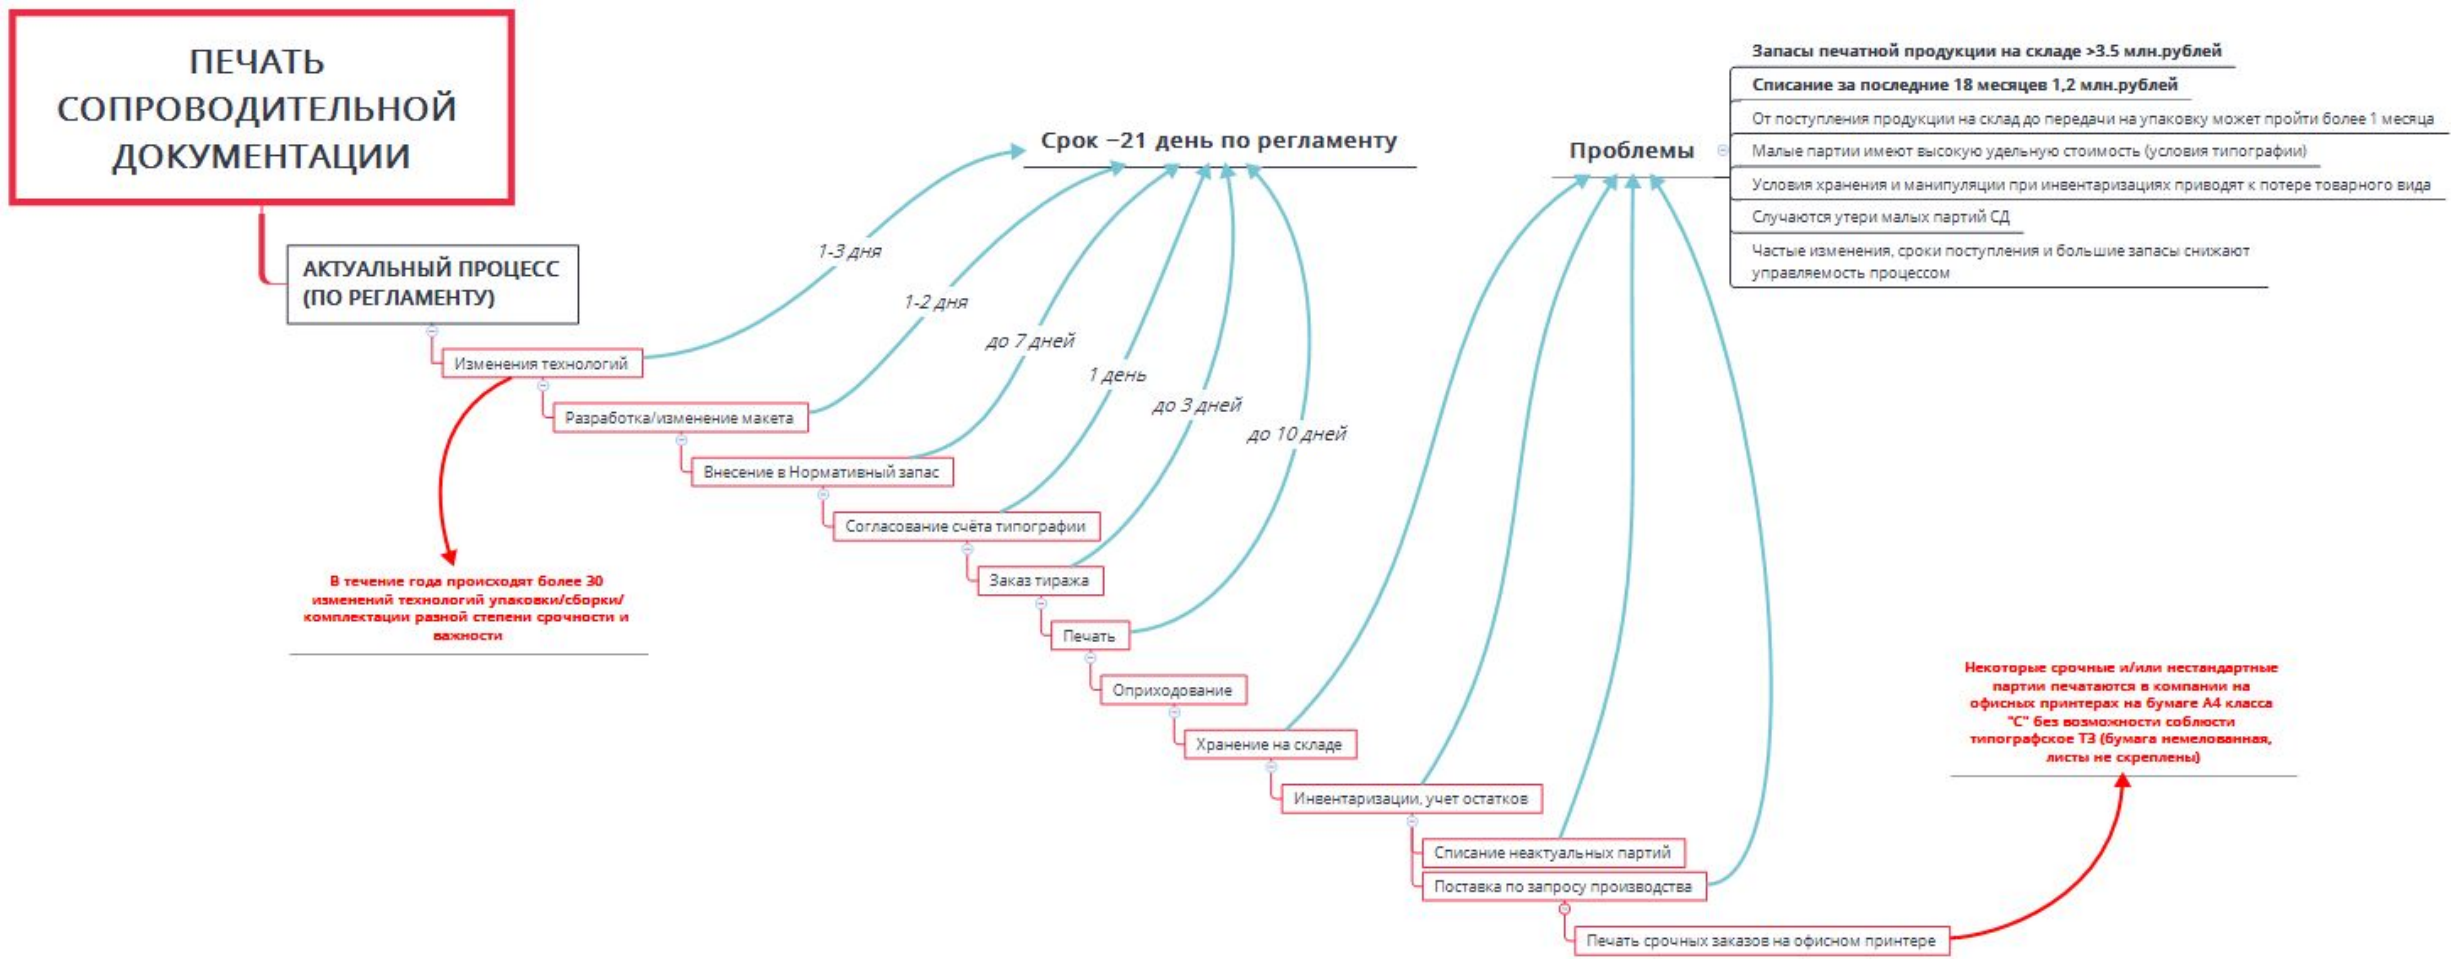 ПЕЧАТЬ
СОПРОВОДИТЕЛЬНОЙ
ДОКУМЕНТАЦИИ
АКТУАЛЬНЫЙ ПРОЦЕСС
(ПО РЕГЛАМЕНТУ)
Изменения технологий
Разработка/изменение макета
Внесение в Нормативный запас
Согласование счёта типографии
Заказ тиража
Печать
Оприходование
Хранение на складе
Инвентаризации, учет остатков
Списание неактуальных партий
Поставка по запросу производства
Печать срочных заказов на офисном принтере
В течение года происходят более 30
изменений технологий упаковки/сборки/
комплектации разной степени срочности и
важности
1-3 дня
1-2 дня
до 7 дней
1 день
до 3 дней
до 10 дней
Срок –21 день по регламенту
Проблемы
Запасы печатной продукции на складе >3.5 млн.рублей
Списание за последние 18 месяцев 1,2 млн.рублей
От поступления продукции на склад до передачи на упаковку может пройти более 1 месяца
Малые партии имеют высокую удельную стоимость (условия типографии)
Условия хранения и манипуляции при инвентаризациях приводят к потере товарного вида
Случаются утери малых партий СД
Частые изменения, сроки поступления и большие запасы снижают
управляемость процессом
Некоторые срочные и/или нестандартные
партии печатаются в компании на
офисных принтерах на бумаге А4 класса
"С" без возможности соблюсти
типографское ТЗ (бумага немелованная,
листы не скреплены)